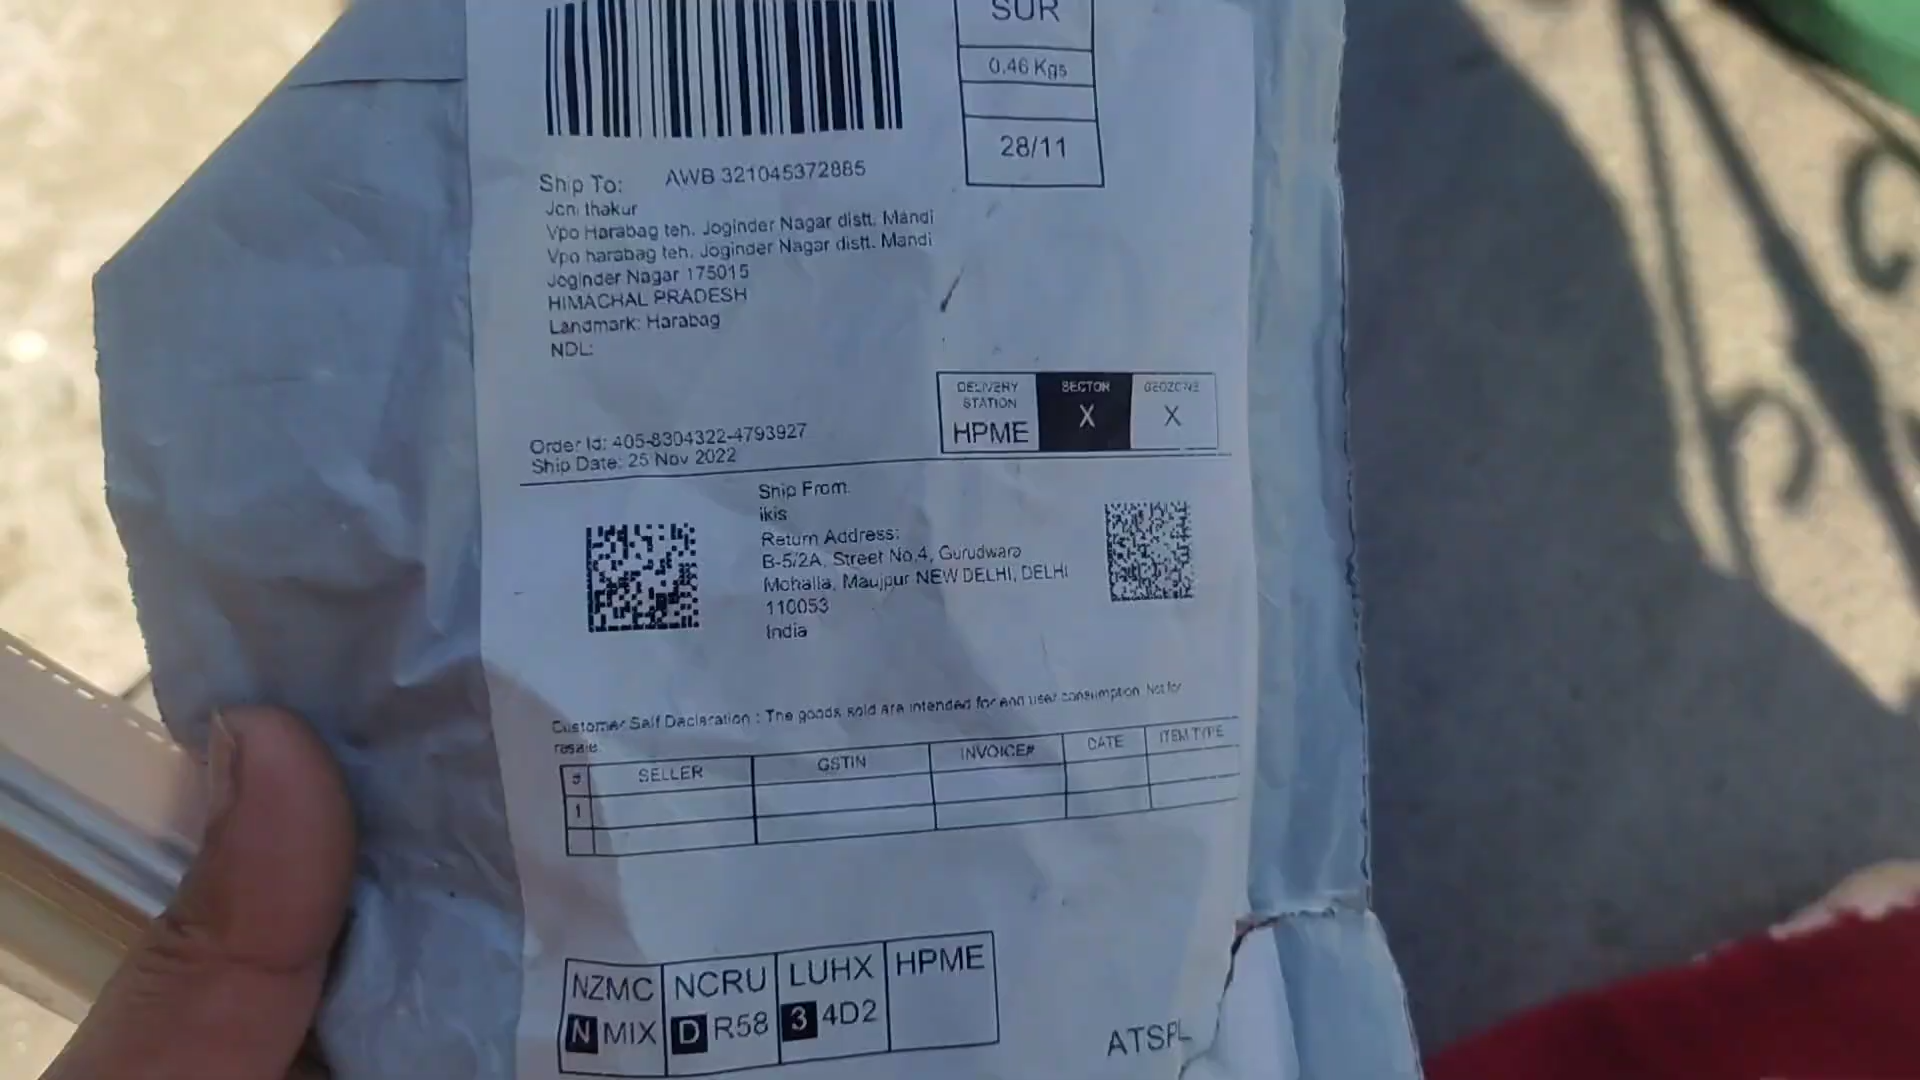 SUR
0.46 Kgs
28/11
Ship To: AWB 321045372885
Joni thakur
Vpo Harabag teh. Joginder Nagar distt. Mandi
Vpo harabag teh. Joginder Nagar distt. Mandi
Joginder Nagar 175015
HIMACHAL PRADESH
Landmark: Harabag
NDL:
DELIVERY STATION
HPME
SECTOR
X
GEOZONE
X
Order Id: 405-8304322-4793927
Ship Date: 25 Nov 2022
Ship From:
ikis
Return Address:
B-5/2A, Street No.4, Gurudwara
Mohalla, Maujpur NEW DELHI, DELHI
110053
India
Customer Self Declaration : The goods sold are intended for end user consumption. Not for
resale.
# SELLER GSTIN INVOICE# DATE ITEM TYPE
1
NZMC NCRU LUHX HPME
N MIX D R58 3 4D2
ATSPL